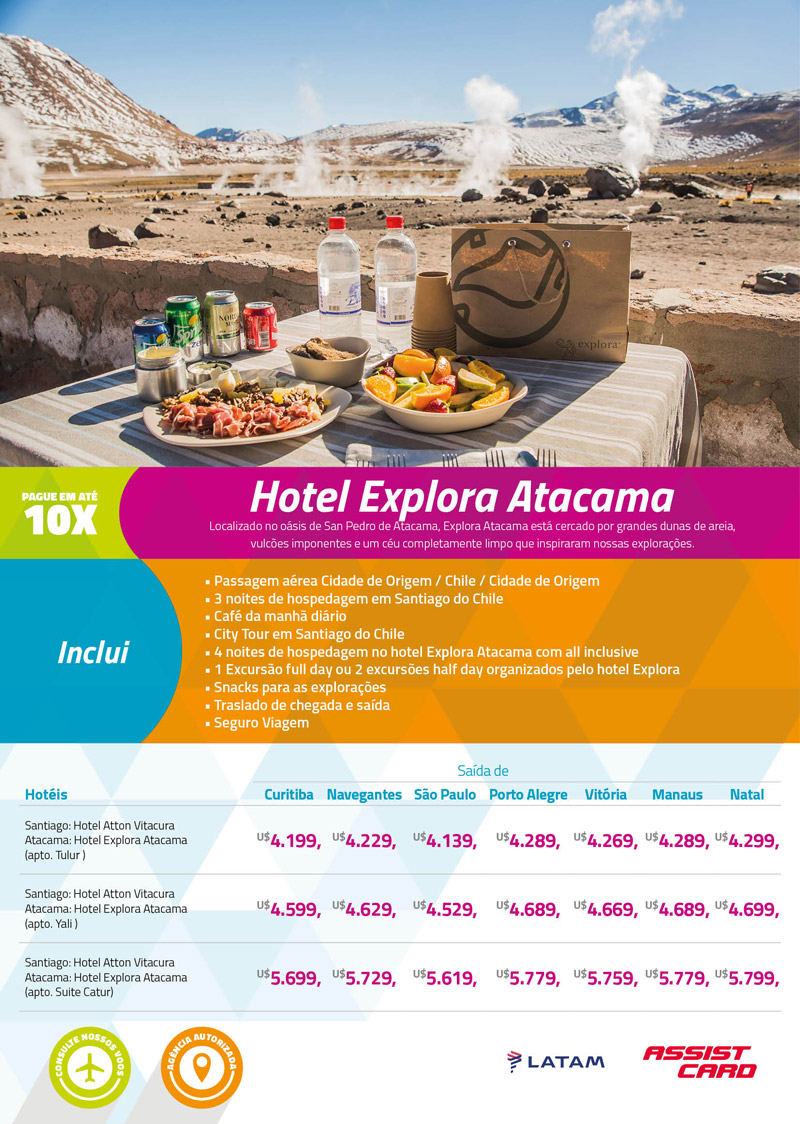 explora
PAGUE EM ATÉ
10X
Hotel Explora Atacama
Localizado no oásis de San Pedro de Atacama, Explora Atacama está cercado por grandes dunas de areia,
vulcões imponentes e um céu completamente limpo que inspiraram nossas explorações.
Inclui
• Passagem aérea Cidade de Origem / Chile / Cidade de Origem
• 3 noites de hospedagem em Santiago do Chile
• Café da manhã diário
• City Tour em Santiago do Chile
• 4 noites de hospedagem no hotel Explora Atacama com all inclusive
• 1 Excursão full day ou 2 excursões half day organizados pelo hotel Explora
• Snacks para as explorações
• Traslado de chegada e saída
• Seguro Viagem
Saída de
Hotéis Curitiba Navegantes São Paulo Porto Alegre Vitória Manaus Natal
Santiago: Hotel Atton Vitacura
Atacama: Hotel Explora Atacama
(apto. Tulur )
U$4.199, U$4.229, U$4.139, U$4.289, U$4.269, U$4.289, U$4.299,
Santiago: Hotel Atton Vitacura
Atacama: Hotel Explora Atacama
(apto. Yali )
U$4.599, U$4.629, U$4.529, U$4.689, U$4.669, U$4.689, U$4.699,
Santiago: Hotel Atton Vitacura
Atacama: Hotel Explora Atacama
(apto. Suite Catur)
U$5.699, U$5.729, U$5.619, U$5.779, U$5.759, U$5.779, U$5.799,
CONSULTE NOSSOS VOOS
AGÊNCIA AUTORIZADA
LATAM
ASSIST
CARD